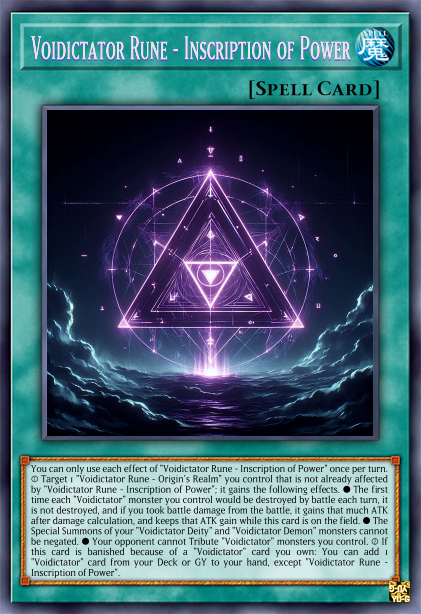 VOIDICTATOR RUNE - INSCRIPTION OF POWER
SPELL
魔
[SPELL CARD]
You can only use each effect of "Voidictator Rune - Inscription of Power" once per turn.
① Target 1 "Voidictator Rune - Origin's Realm" you control that is not already affected
by "Voidictator Rune - Inscription of Power"; it gains the following effects. ● The first
time each "Voidictator" monster you control would be destroyed by battle each turn, it
is not destroyed, and if you took battle damage from the battle, it gains that much ATK
after damage calculation, and keeps that ATK gain while this card is on the field. ● The
Special Summons of your "Voidictator Deity" and "Voidictator Demon" monsters cannot
be negated. ● Your opponent cannot Tribute "Voidictator" monsters you control. ② If
this card is banished because of a "Voidictator" card you own: You can add 1
"Voidictator" card from your Deck or GY to your hand, except "Voidictator Rune -
Inscription of Power".